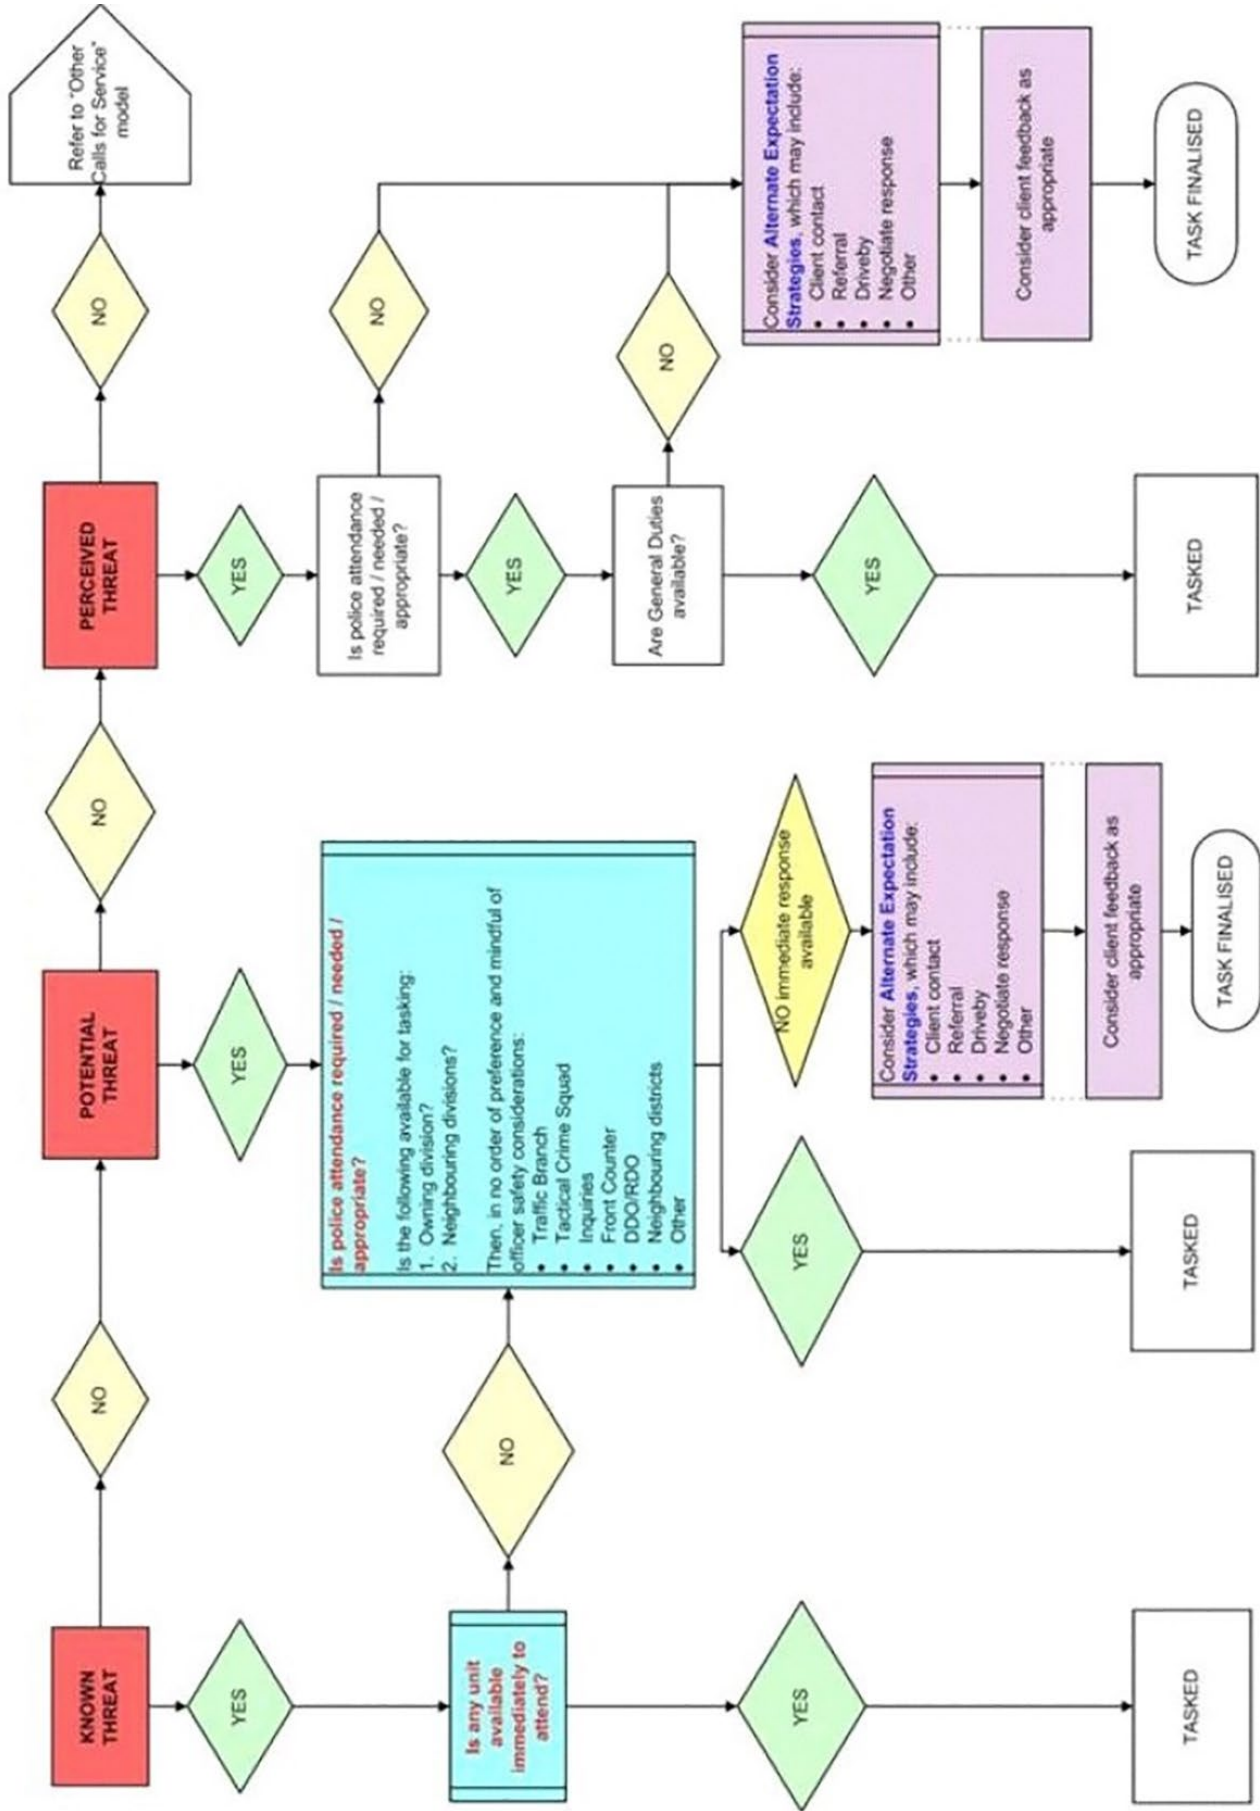 KNOWN
THREAT
NO
POTENTIAL
THREAT
NO
PERCEIVED
THREAT
NO
Refer to "Other
Calls for Service"
model
YES
YES
YES
Is any unit
available
immediately to
attend?
NO
Is police attendance required / needed /
appropriate?
Is the following available for tasking:
1. Owning division?
2. Neighbouring divisions?
Then, in no order of preference and mindful of
officer safety considerations:
• Traffic Branch
• Tactical Crime Squad
• Inquiries
• Front Counter
• DDO/RDO
• Neighbouring districts
• Other
Is police attendance
required / needed /
appropriate?
NO
YES
Are General Duties
available?
NO
YES
YES
NO immediate response
available
YES
Consider Alternate Expectation
Strategies, which may include:
• Client contact
• Referral
• Driveby
• Negotiate response
• Other
Consider Alternate Expectation
Strategies, which may include:
• Client contact
• Referral
• Driveby
• Negotiate response
• Other
Consider client feedback as
appropriate
Consider client feedback as
appropriate
TASKED
TASKED
TASK FINALISED
TASKED
TASK FINALISED